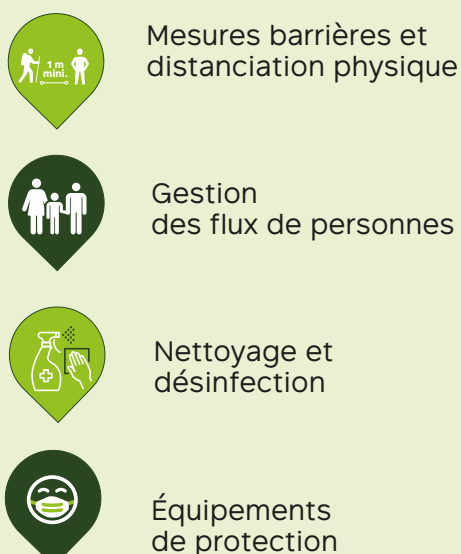 1 m
mini.
Mesures barrières et
distanciation physique
Gestion
des flux de personnes
Nettoyage et
désinfection
Équipements
de protection